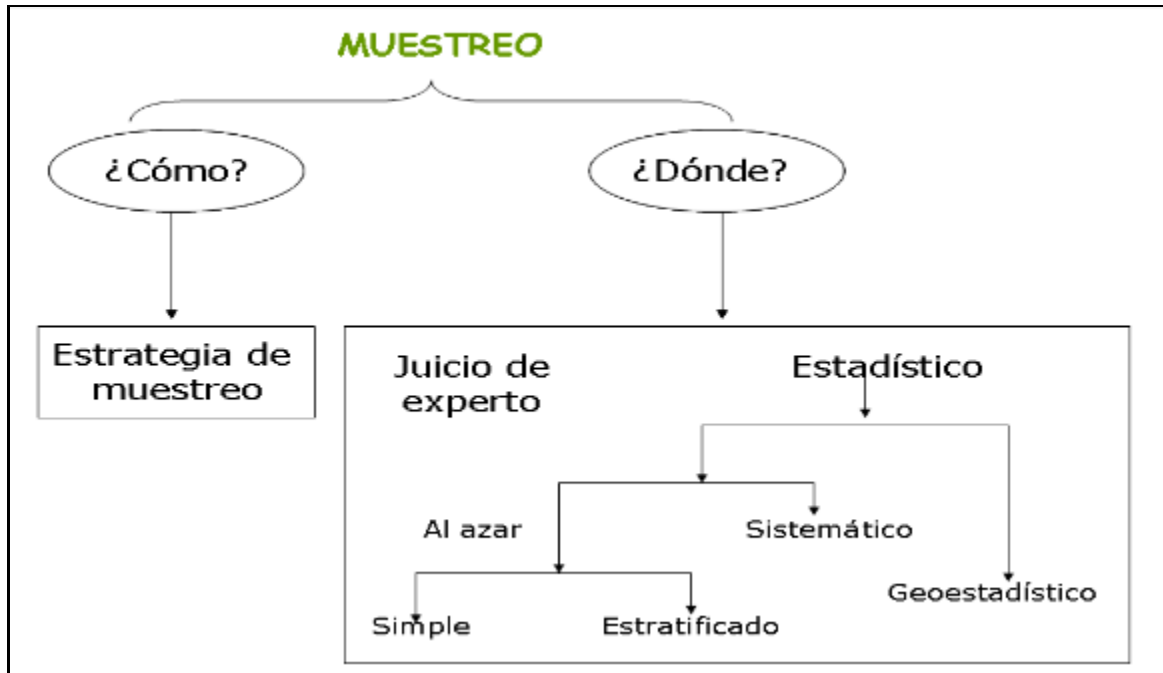 MUESTREO
¿Cómo?
¿Dónde?
Estrategia de
muestreo
Juicio de
experto
Estadístico
Al azar
Sistemático
Geoestadístico
Simple
Estratificado